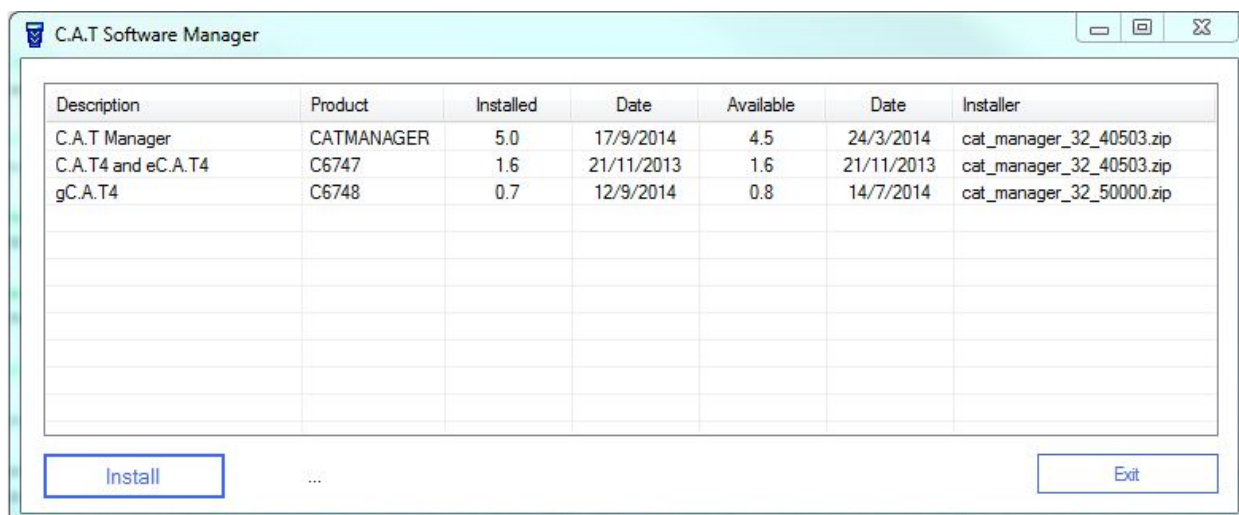 C.A.T Software Manager
Description Product Installed Date Available Date Installer
C.A.T Manager CATMANAGER 5.0 17/9/2014 4.5 24/3/2014 cat_manager_32_40503.zip
C.A.T4 and eC.A.T4 C6747 1.6 21/11/2013 1.6 21/11/2013 cat_manager_32_40503.zip
gC.A.T4 C6748 0.7 12/9/2014 0.8 14/7/2014 cat_manager_32_50000.zip
Install ... Exit